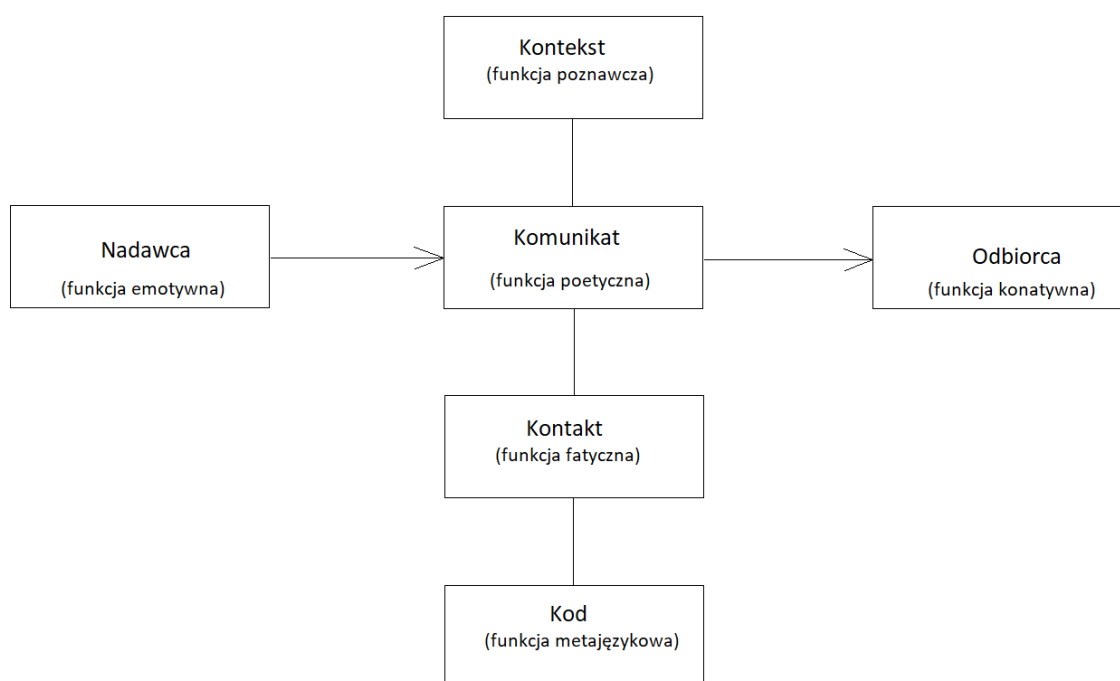 Kontekst
(funkcja poznawcza)
Nadawca
(funkcja emotywna)
Komunikat
(funkcja poetyczna)
Odbiorca
(funkcja konatywna)
Kontakt
(funkcja fatyczna)
Kod
(funkcja metajęzykowa)